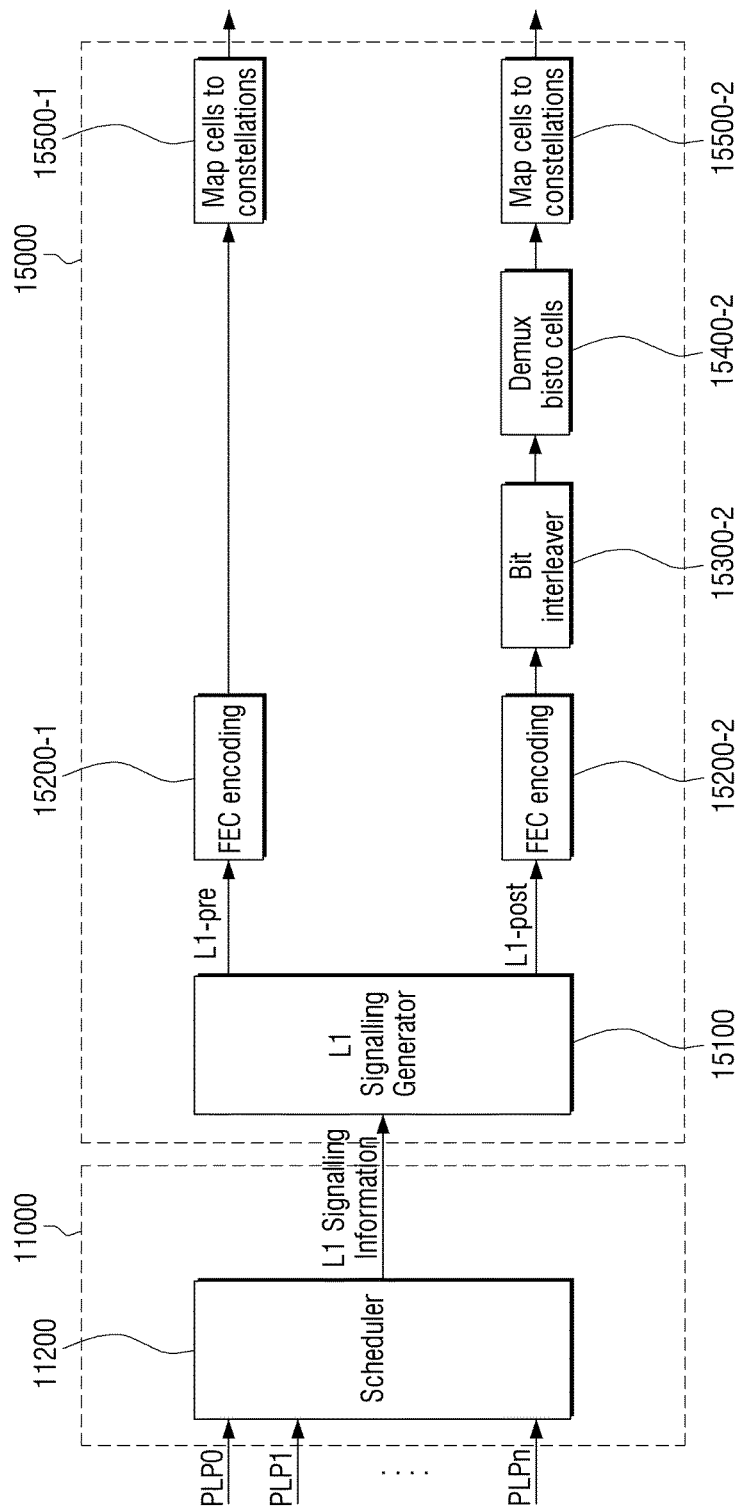 11000
15000
11200
15200-1
15500-1
PLP0
PLP1
. . . .
PLPn
Scheduler
L1 Signalling
Information
L1
Signalling
Generator
L1-pre
FEC encoding
Map cells to
constellations
L1-post
FEC encoding
Bit
interleaver
Demux
bisto cells
Map cells to
constellations
15100
15200-2
15300-2
15400-2
15500-2